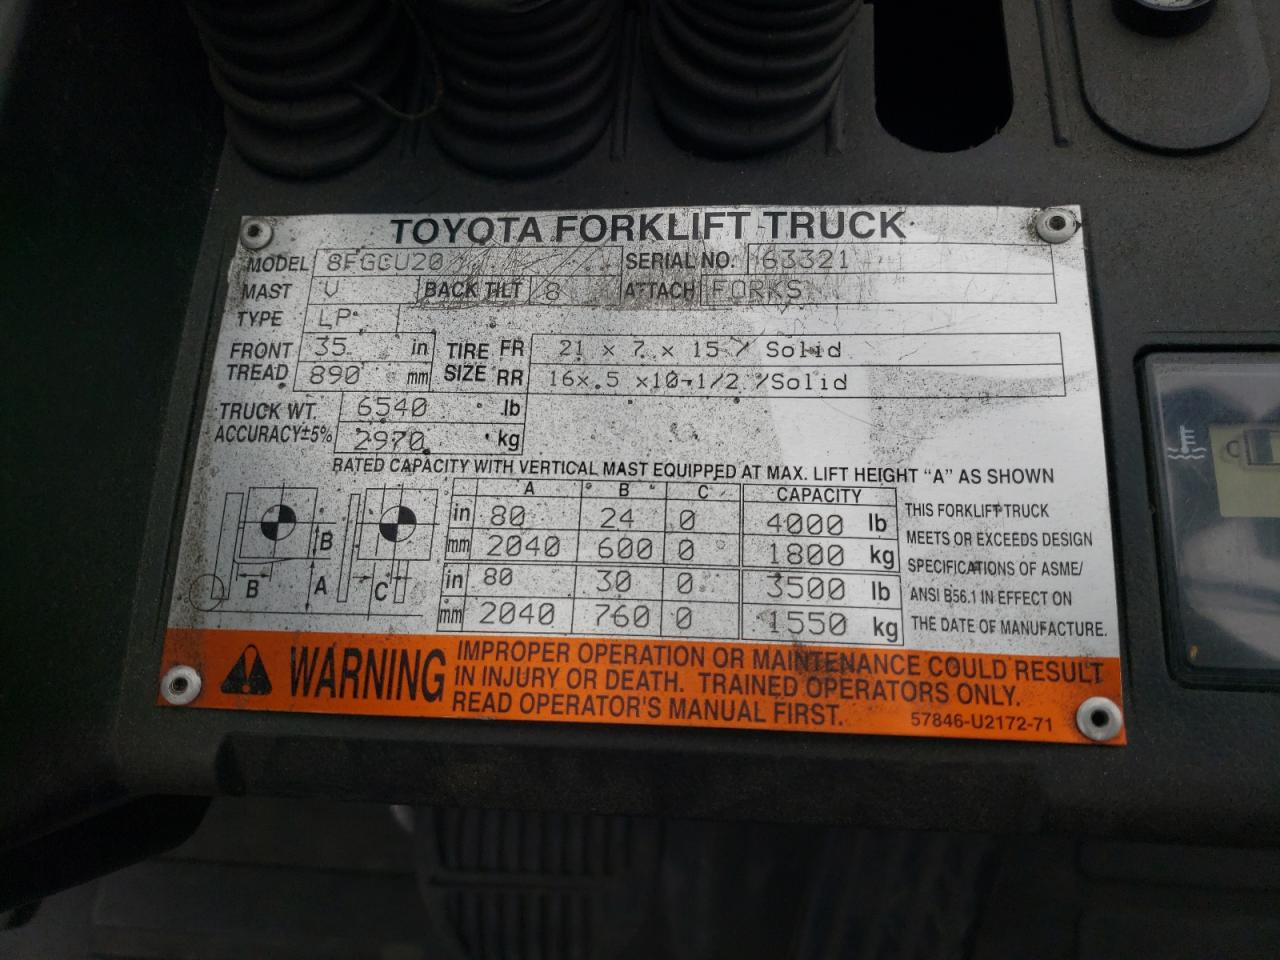 TOYOTA FORKLIFT TRUCK
MODEL 8FGCU20 SERIAL NO. 63321
MAST V BACK TILT 8 ATTACH FORKS
TYPE LP
FRONT TREAD 35 in TIRE SIZE FR 21 x 7 x 15 / Solid
890 mm RR 16x.5 x10-1/2 /Solid
TRUCK WT. 6540 lb
ACCURACY±5% 2970 kg
RATED CAPACITY WITH VERTICAL MAST EQUIPPED AT MAX. LIFT HEIGHT "A" AS SHOWN
A B C CAPACITY
in 80 24 0 4000 lb
mm 2040 600 0 1800 kg
in 80 30 0 3500 lb
mm 2040 760 0 1550 kg
B
B A C
THIS FORKLIFT TRUCK
MEETS OR EXCEEDS DESIGN
SPECIFICATIONS OF ASME/
ANSI B56.1 IN EFFECT ON
THE DATE OF MANUFACTURE.
WARNING
IMPROPER OPERATION OR MAINTENANCE COULD RESULT
IN INJURY OR DEATH. TRAINED OPERATORS ONLY.
READ OPERATOR'S MANUAL FIRST.
57846-U2172-71